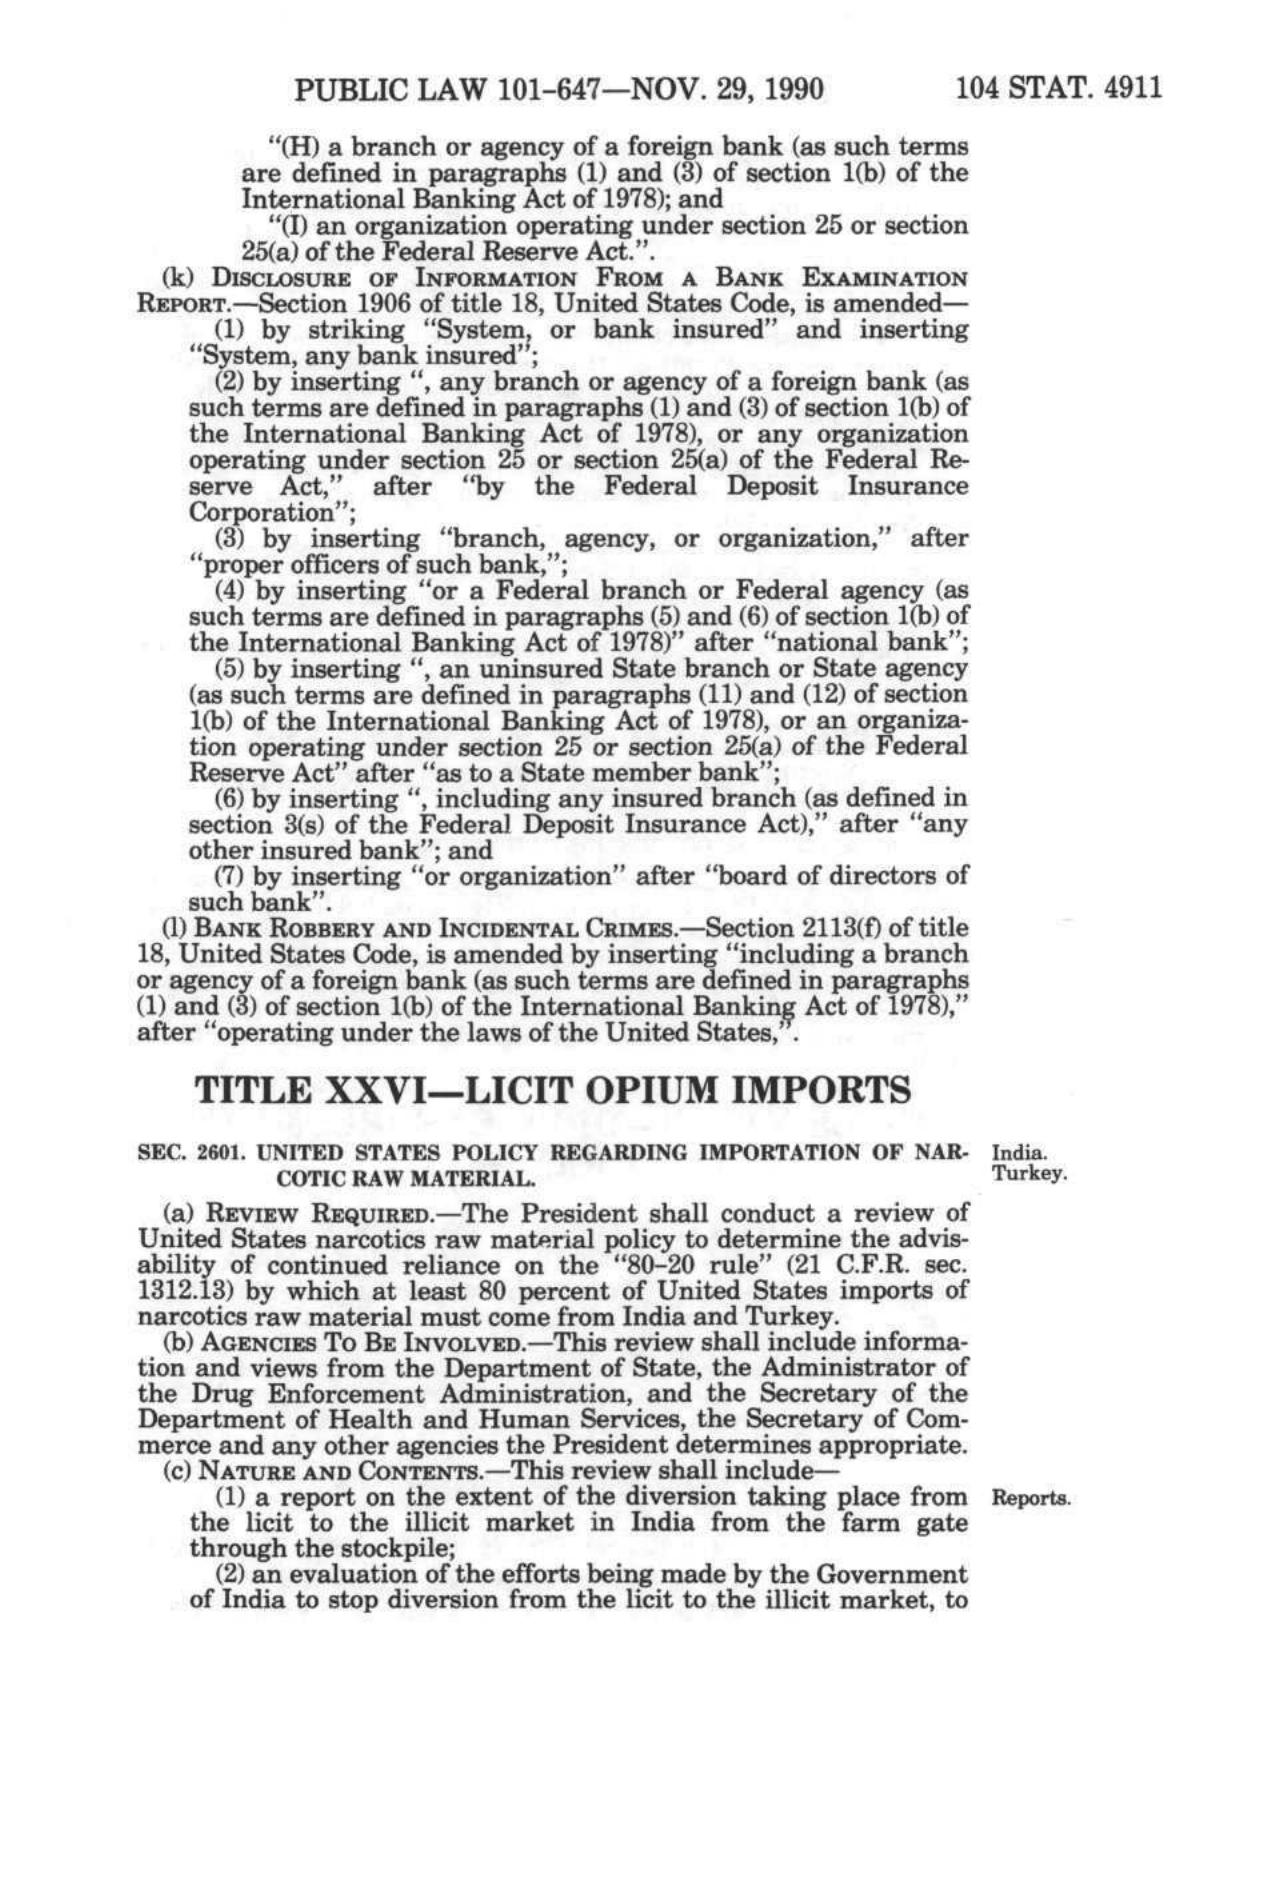 PUBLIC LAW 101–647—NOV. 29, 1990 104 STAT. 4911
“(H) a branch or agency of a foreign bank (as such terms
are defined in paragraphs (1) and (3) of section 1(b) of the
International Banking Act of 1978); and
“(I) an organization operating under section 25 or section
25(a) of the Federal Reserve Act.”.
(k) DISCLOSURE OF INFORMATION FROM A BANK EXAMINATION
REPORT.—Section 1906 of title 18, United States Code, is amended—
(1) by striking “System, or bank insured” and inserting
“System, any bank insured”;
(2) by inserting “, any branch or agency of a foreign bank (as
such terms are defined in paragraphs (1) and (3) of section 1(b) of
the International Banking Act of 1978), or any organization
operating under section 25 or section 25(a) of the Federal Re-
serve Act,” after “by the Federal Deposit Insurance
Corporation”;
(3) by inserting “branch, agency, or organization,” after
“proper officers of such bank,”;
(4) by inserting “or a Federal branch or Federal agency (as
such terms are defined in paragraphs (5) and (6) of section 1(b) of
the International Banking Act of 1978)” after “national bank”;
(5) by inserting “, an uninsured State branch or State agency
(as such terms are defined in paragraphs (11) and (12) of section
1(b) of the International Banking Act of 1978), or an organiza-
tion operating under section 25 or section 25(a) of the Federal
Reserve Act” after “as to a State member bank”;
(6) by inserting “, including any insured branch (as defined in
section 3(s) of the Federal Deposit Insurance Act),” after “any
other insured bank”; and
(7) by inserting “or organization” after “board of directors of
such bank”.
(l) BANK ROBBERY AND INCIDENTAL CRIMES.—Section 2113(f) of title
18, United States Code, is amended by inserting “including a branch
or agency of a foreign bank (as such terms are defined in paragraphs
(1) and (3) of section 1(b) of the International Banking Act of 1978),”
after “operating under the laws of the United States,”.
TITLE XXVI—LICIT OPIUM IMPORTS
SEC. 2601. UNITED STATES POLICY REGARDING IMPORTATION OF NAR- India.
COTIC RAW MATERIAL. Turkey.
(a) REVIEW REQUIRED.—The President shall conduct a review of
United States narcotics raw material policy to determine the advis-
ability of continued reliance on the “80–20 rule” (21 C.F.R. sec.
1312.13) by which at least 80 percent of United States imports of
narcotics raw material must come from India and Turkey.
(b) AGENCIES TO BE INVOLVED.—This review shall include informa-
tion and views from the Department of State, the Administrator of
the Drug Enforcement Administration, and the Secretary of the
Department of Health and Human Services, the Secretary of Com-
merce and any other agencies the President determines appropriate.
(c) NATURE AND CONTENTS.—This review shall include—
(1) a report on the extent of the diversion taking place from Reports.
the licit to the illicit market in India from the farm gate
through the stockpile;
(2) an evaluation of the efforts being made by the Government
of India to stop diversion from the licit to the illicit market, to